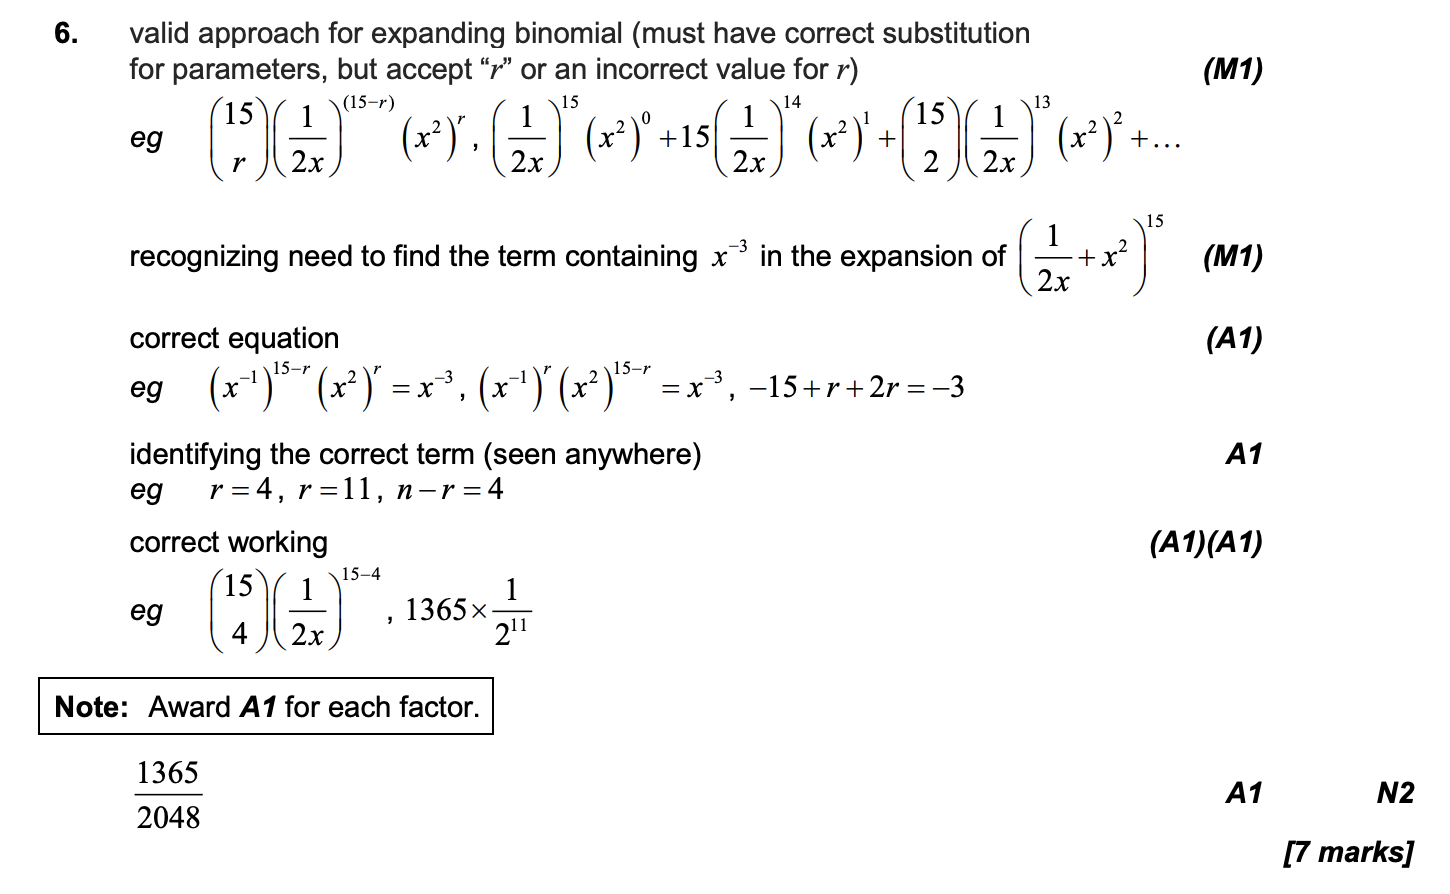 6. valid approach for expanding binomial (must have correct substitution
for parameters, but accept “r” or an incorrect value for r) (M1)
eg $\binom{15}{r}\left(\frac{1}{2x}\right)^{(15-r)}\left(x^2\right)^r, \left(\frac{1}{2x}\right)^{15}\left(x^2\right)^0+15\left(\frac{1}{2x}\right)^{14}\left(x^2\right)^1+\binom{15}{2}\left(\frac{1}{2x}\right)^{13}\left(x^2\right)^2+\ldots$
recognizing need to find the term containing $x^{-3}$ in the expansion of $\left(\frac{1}{2x}+x^2\right)^{15}$ (M1)
correct equation (A1)
eg $\left(x^{-1}\right)^{15-r}\left(x^2\right)^r=x^{-3}, \left(x^{-1}\right)^r\left(x^2\right)^{15-r}=x^{-3}, -15+r+2r=-3$
identifying the correct term (seen anywhere) A1
eg $r=4, r=11, n-r=4$
correct working (A1)(A1)
eg $\binom{15}{4}\left(\frac{1}{2x}\right)^{15-4}, 1365\times\frac{1}{2^{11}}$
Note: Award A1 for each factor.
$\frac{1365}{2048}$ A1 N2
[7 marks]